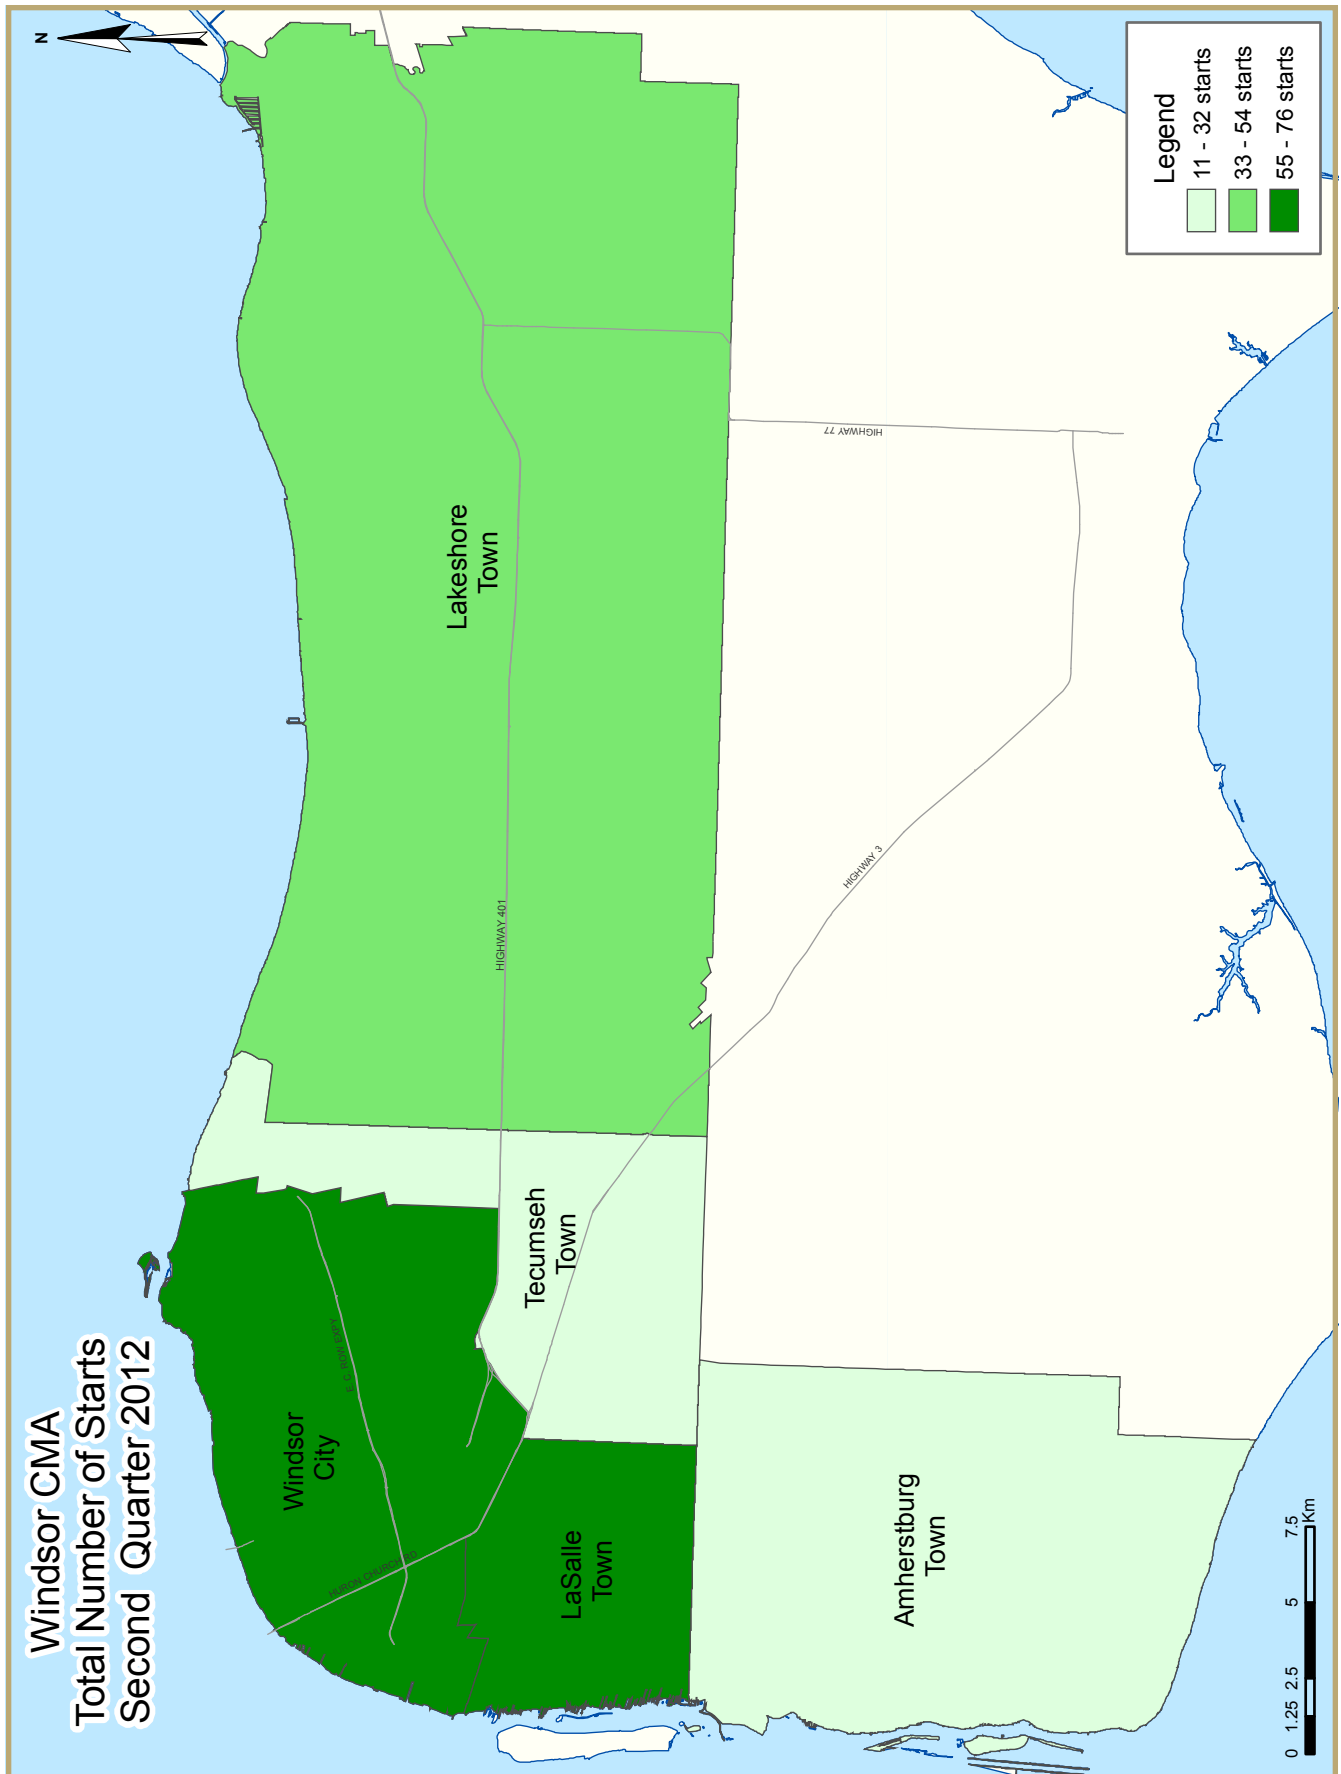 Windsor CMA
Total Number of Starts
Second Quarter 2012
N
Windsor
City
E. C. ROW EXPY
HURON CHURCH RD
LaSalle
Town
Tecumseh
Town
Lakeshore
Town
HIGHWAY 401
HIGHWAY 3
HIGHWAY 77
Amherstburg
Town
0 1.25 2.5 5 7.5
Km
Legend
11 - 32 starts
33 - 54 starts
55 - 76 starts